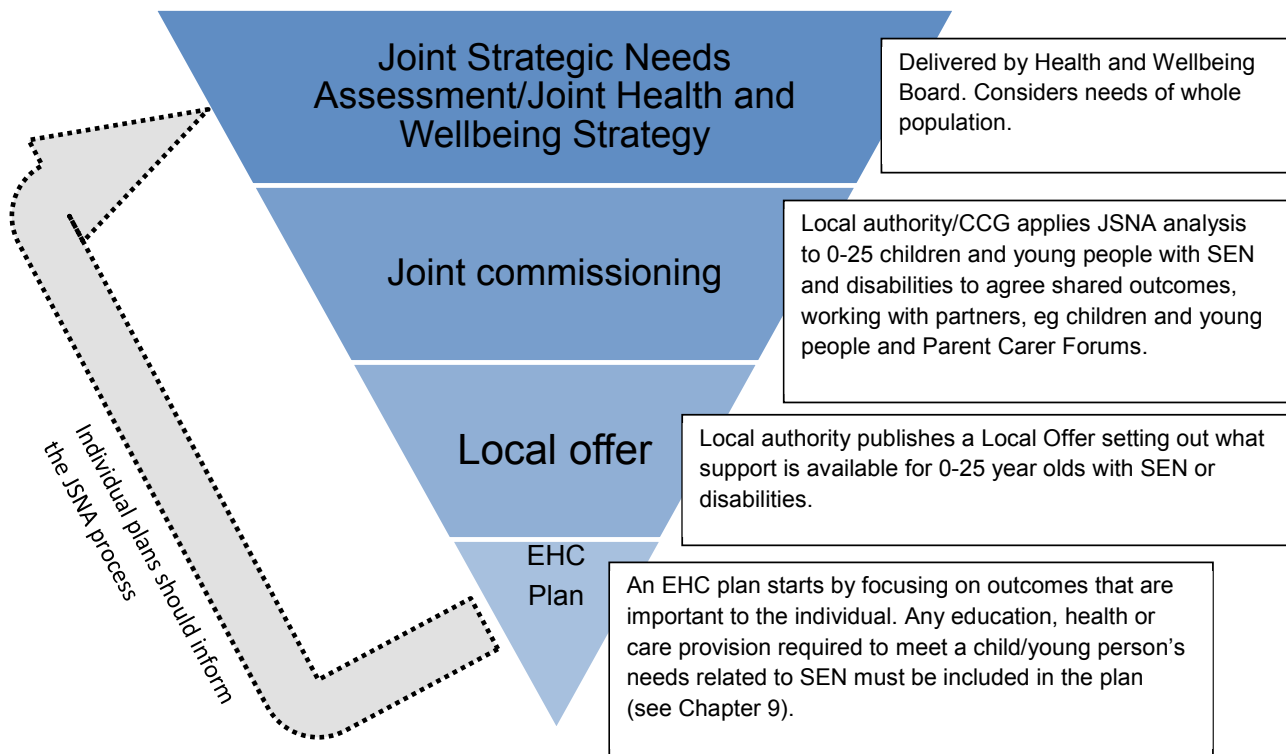 Joint Strategic Needs
Assessment/Joint Health and
Wellbeing Strategy
Delivered by Health and Wellbeing
Board. Considers needs of whole
population.
Joint commissioning
Local authority/CCG applies JSNA analysis
to 0-25 children and young people with SEN
and disabilities to agree shared outcomes,
working with partners, eg children and young
people and Parent Carer Forums.
Local offer
Local authority publishes a Local Offer setting out what
support is available for 0-25 year olds with SEN or
disabilities.
EHC
Plan
An EHC plan starts by focusing on outcomes that are
important to the individual. Any education, health or
care provision required to meet a child/young person’s
needs related to SEN must be included in the plan
(see Chapter 9).
Individual plans should inform
the JSNA process